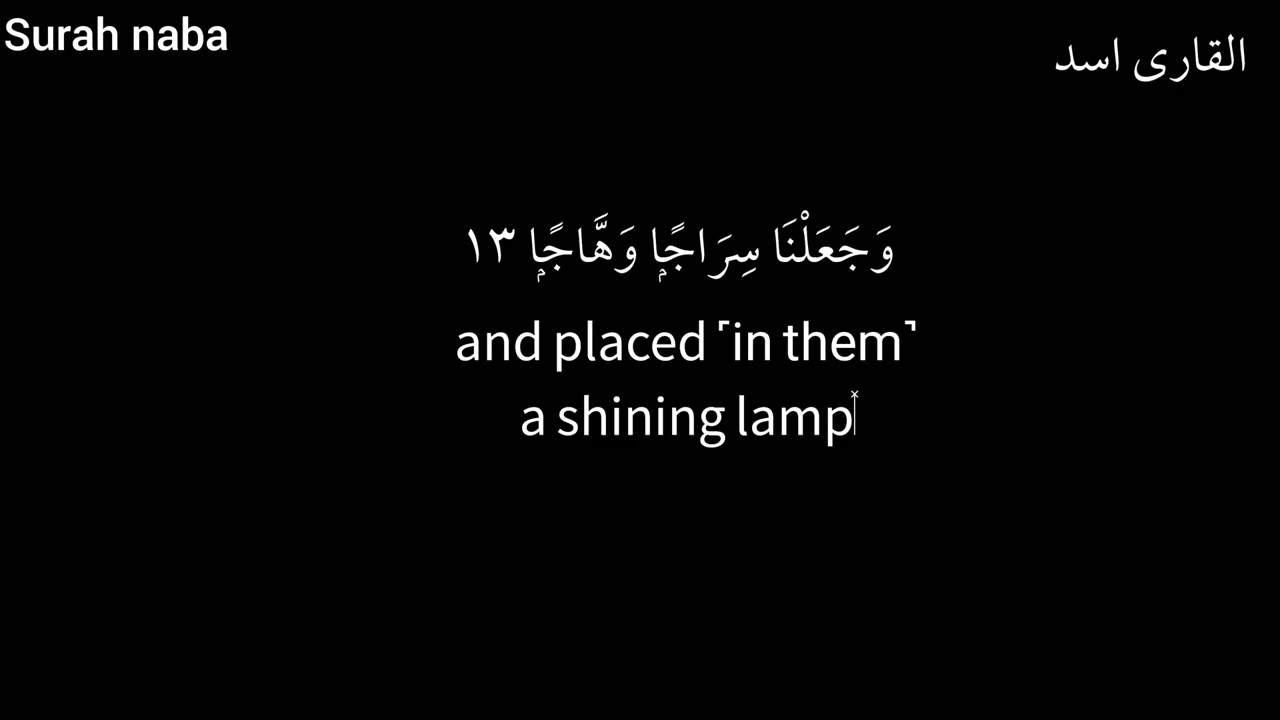 Surah naba
القارى اسد
وَجَعَلْنَا سِرَاجًۭا وَهَّاجًۭا ١٣
and placed ˹in them˺
a shining lamp